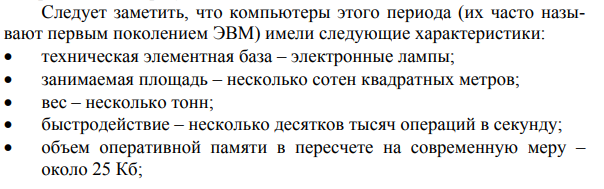 Следует заметить, что компьютеры этого периода (их часто назы-
вают первым поколением ЭВМ) имели следующие характеристики:
• техническая элементная база – электронные лампы;
• занимаемая площадь – несколько сотен квадратных метров;
• вес – несколько тонн;
• быстродействие – несколько десятков тысяч операций в секунду;
• объем оперативной памяти в пересчете на современную меру –
около 25 Кб;